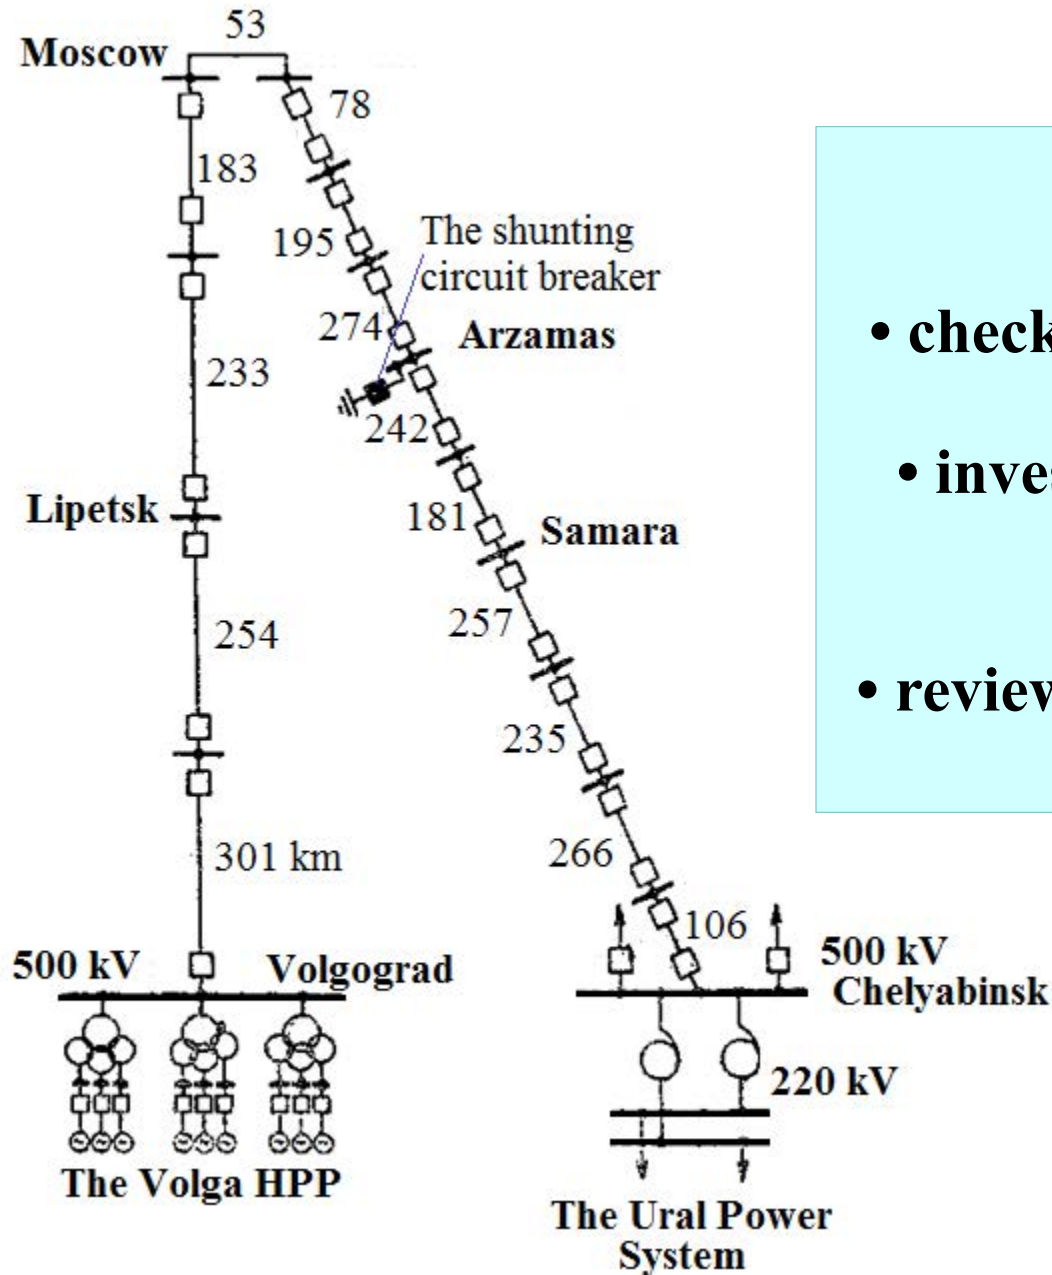 53
Moscow
78
183
195
The shunting
circuit breaker
274
Arzamas
233
242
Lipetsk
181
Samara
257
254
235
266
301 km
106
500 kV
Volgograd
500 kV
Chelyabinsk
220 kV
The Volga HPP
The Ural Power
System
• check
• inves
• review